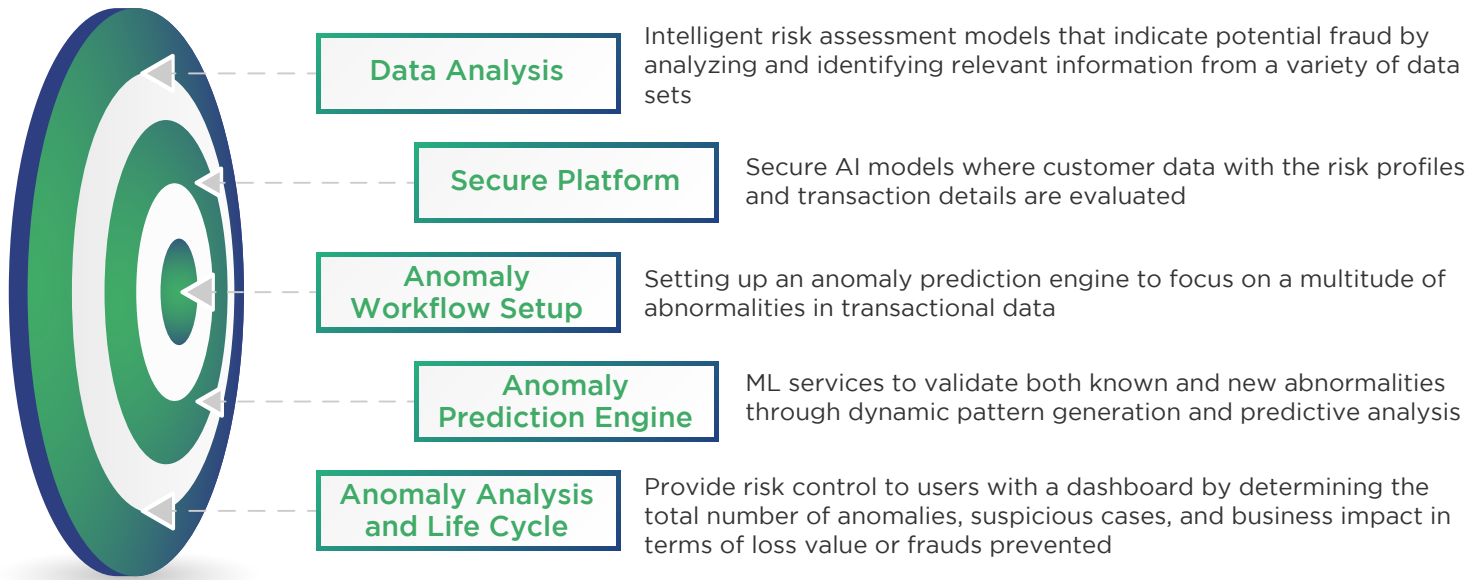 Data Analysis
Intelligent risk assessment models that indicate potential fraud by
analyzing and identifying relevant information from a variety of data
sets
Secure Platform
Secure AI models where customer data with the risk profiles
and transaction details are evaluated
Anomaly
Workflow Setup
Setting up an anomaly prediction engine to focus on a multitude of
abnormalities in transactional data
Anomaly
Prediction Engine
ML services to validate both known and new abnormalities
through dynamic pattern generation and predictive analysis
Anomaly Analysis
and Life Cycle
Provide risk control to users with a dashboard by determining the
total number of anomalies, suspicious cases, and business impact in
terms of loss value or frauds prevented